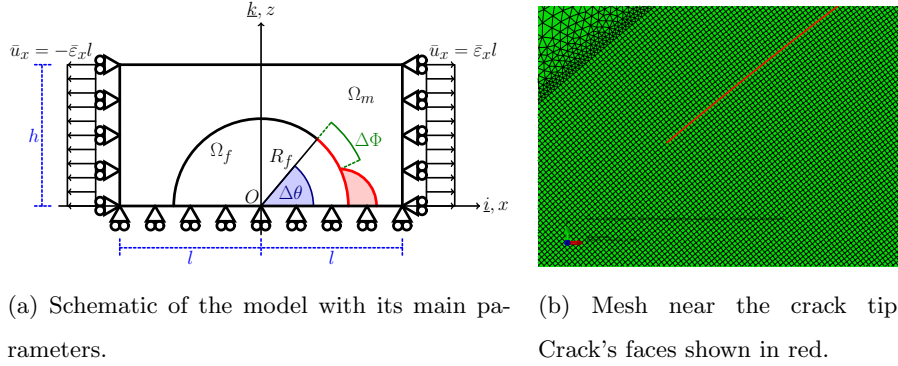 k, z
ū_x = −ε̄_x l
ū_x = ε̄_x l
Ω_m
h
Ω_f
R_f
ΔΦ
O
Δθ
i, x
l
l
(a) Schematic of the model with its main pa-
rameters.
(b) Mesh near the crack tip
Crack's faces shown in red.